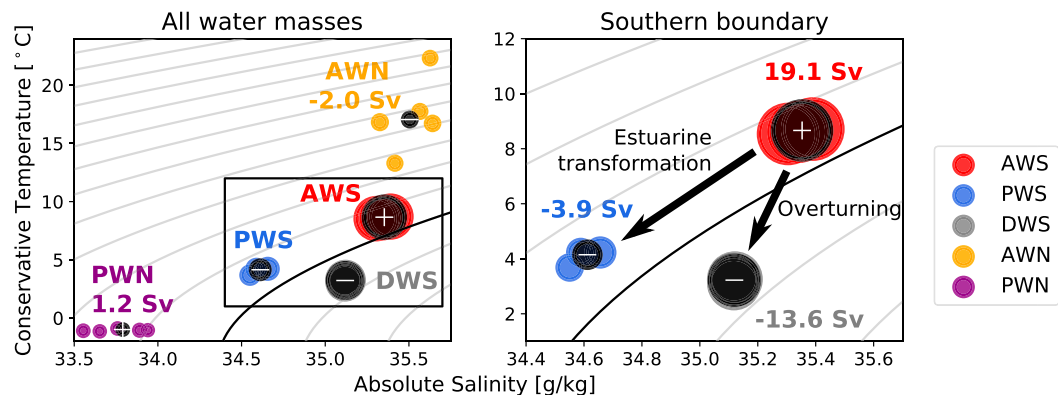 All water masses
Southern boundary
Conservative Temperature [°C]
20
15
10
5
0
AWN
-2.0 Sv
AWS
PWS
DWS
PWN
1.2 Sv
33.5
34.0
34.5
35.0
35.5
12
10
8
6
4
2
19.1 Sv
Estuarine
transformation
-3.9 Sv
Overturning
-13.6 Sv
34.4
34.6
34.8
35.0
35.2
35.4
35.6
Absolute Salinity [g/kg]
AWS
PWS
DWS
AWN
PWN